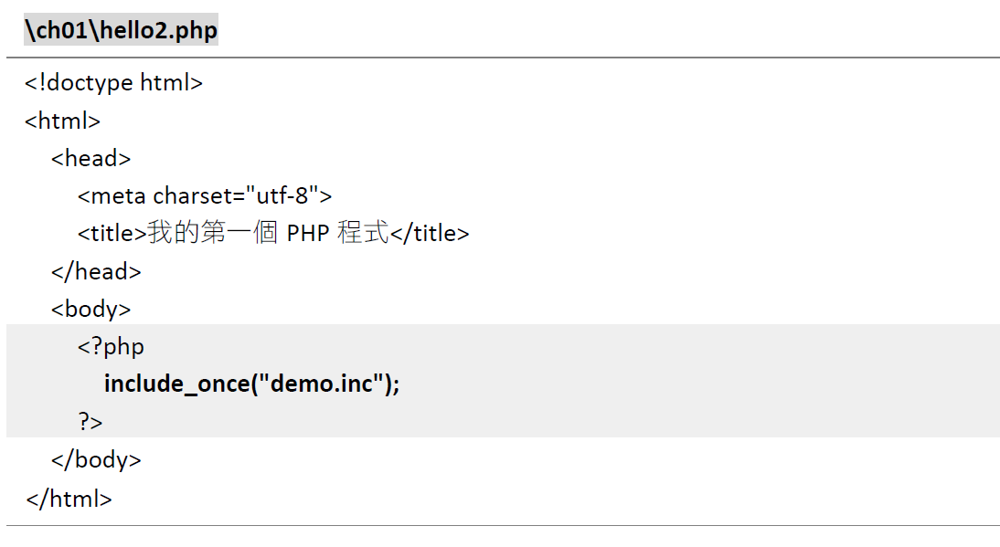 \ch01\hello2.php
<!doctype html>
<html>
<head>
<meta charset="utf-8">
<title>我的第一個 PHP 程式</title>
</head>
<body>
<?php
include_once("demo.inc");
?>
</body>
</html>